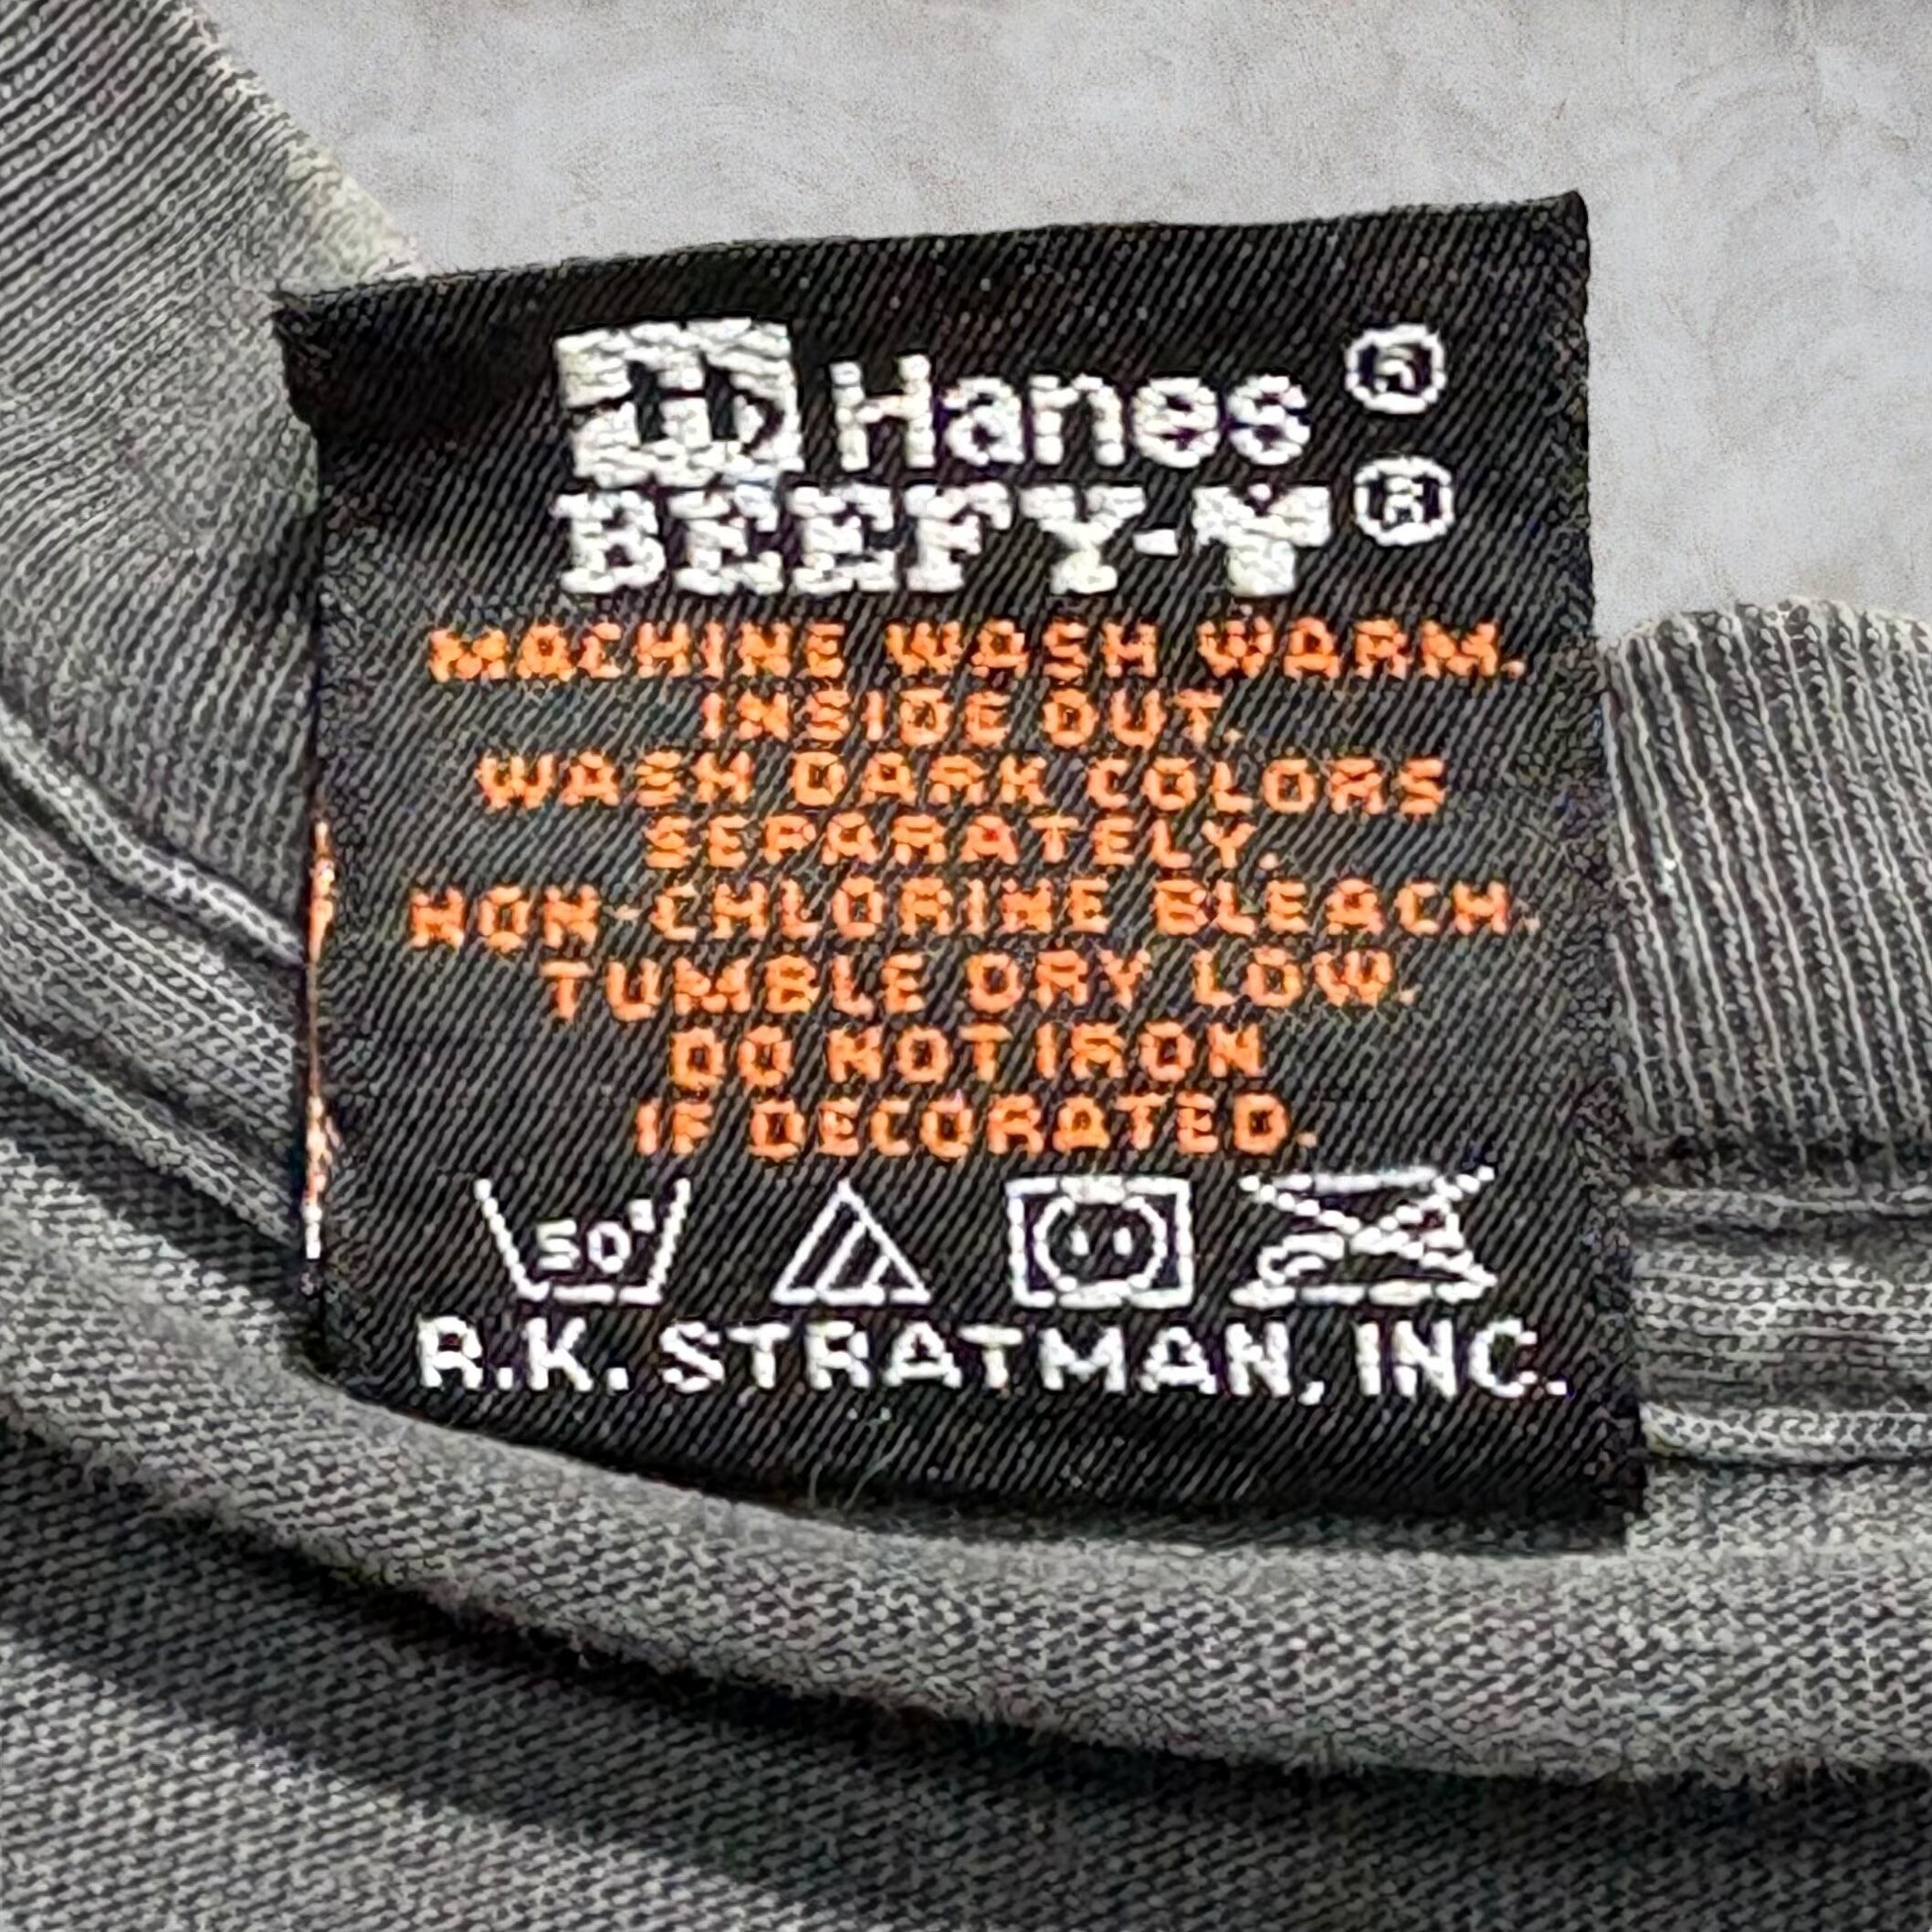 H Hanes ®
BEEFY-T ®
MACHINE WASH WARM.
INSIDE OUT.
WASH DARK COLORS
SEPARATELY.
NON-CHLORINE BLEACH.
TUMBLE DRY LOW.
DO NOT IRON
IF DECORATED.
50°
R.K. STRATMAN, INC.